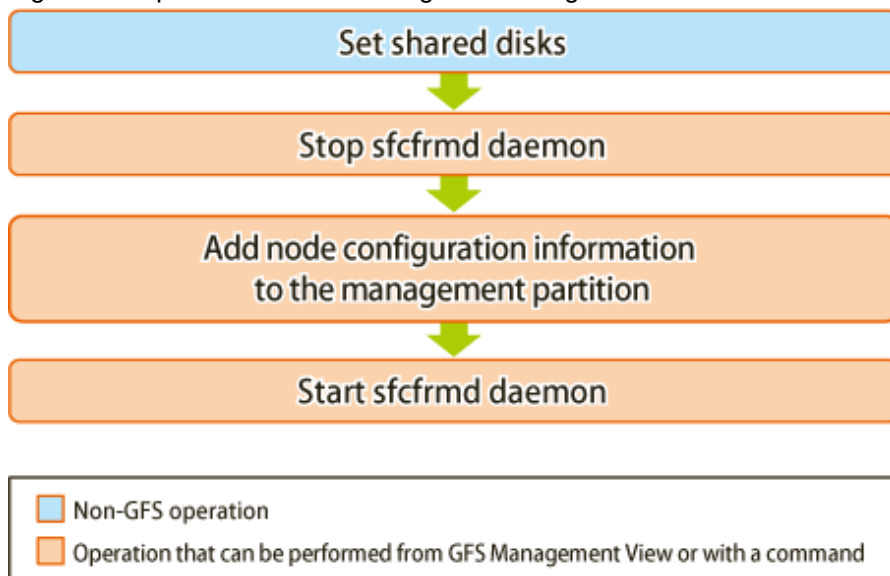 Set shared disks
Stop sfcfrmd daemon
Add node configuration information
to the management partition
Start sfcfrmd daemon
Non-GFS operation
Operation that can be performed from GFS Management View or with a command